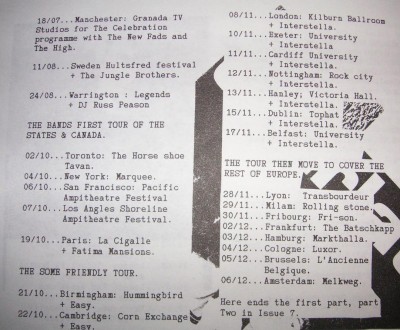 18/07...Manchester: Granada TV
Studios for The Celebration
programme with The New Fads and
The High.
11/08...Sweden Hultsfred festival
+ The Jungle Brothers.
24/08...Warrington : Legends
+ DJ Russ Peason
THE BANDS FIRST TOUR OF THE
STATES & CANADA.
02/10...Toronto: The Horse shoe
Tavan.
04/10...New York: Marquee.
06/10...San Francisco: Pacific
Ampitheatre Festival
07/10...Los Angles Shoreline
Ampitheatre Festival.
19/10...Paris: La Cigalle
+ Fatima Mansions.
THE SOME FRIENDLY TOUR.
21/10...Birmingham: Hummingbird
+ Easy.
22/10...Cambridge: Corn Exchange
+ Easy.
08/11...London: Kilburn Ballroom
+ Interstella.
10/11...Exeter: University
+ Interstella.
11/11...Cardiff University
+ Interstella.
12/11...Nottingham: Rock city
+ Interstella.
13/11...Hanley: Victoria Hall.
+ Interstella.
15/11...Dublin: Tophat
+ Interstella.
17/11...Belfast: University
+ Interstella.
THE TOUR THEN MOVE TO COVER THE
REST OF EUROPE.
28/11...Lyon: Transbourdeur
29/11...Milam: Rolling stone.
30/11...Fribourg: Fri-son.
02/12...Frankfurt: The Batschkapp
03/12...Hamburg: Markthalla.
04/12...Cologne: Luxor.
05/12...Brussels: L'Ancienne
Belgique.
06/12...Amsterdam: Melkweg.
Here ends the first part, part
Two in Issue 7.